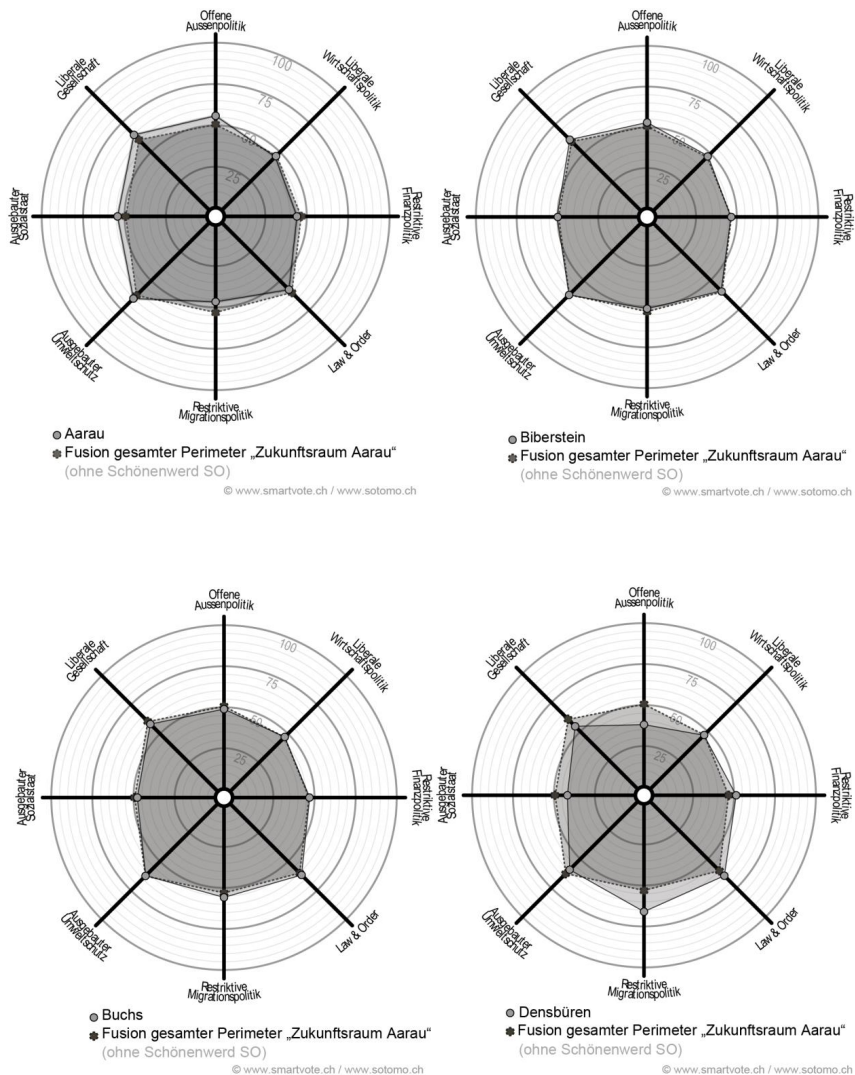 Offene
Aussenpolitik
Liberale
Gesellschaft
Liberale
Wirtschaftspolitik
100
75
50
25
Ausgebauter
Sozialstaat
Restriktive
Finanzpolitik
Ausgebauter
Umweltschutz
Law & Order
Restriktive
Migrationspolitik
Aarau
Fusion gesamter Perimeter „Zukunftsraum Aarau“
(ohne Schönenwerd SO)
© www.smartvote.ch / www.sotomo.ch
Offene
Aussenpolitik
Liberale
Gesellschaft
Liberale
Wirtschaftspolitik
100
75
50
25
Ausgebauter
Sozialstaat
Restriktive
Finanzpolitik
Ausgebauter
Umweltschutz
Law & Order
Restriktive
Migrationspolitik
Biberstein
Fusion gesamter Perimeter „Zukunftsraum Aarau“
(ohne Schönenwerd SO)
© www.smartvote.ch / www.sotomo.ch
Offene
Aussenpolitik
Liberale
Gesellschaft
Liberale
Wirtschaftspolitik
100
75
50
25
Ausgebauter
Sozialstaat
Restriktive
Finanzpolitik
Ausgebauter
Umweltschutz
Law & Order
Restriktive
Migrationspolitik
Buchs
Fusion gesamter Perimeter „Zukunftsraum Aarau“
(ohne Schönenwerd SO)
© www.smartvote.ch / www.sotomo.ch
Offene
Aussenpolitik
Liberale
Gesellschaft
Liberale
Wirtschaftspolitik
100
75
50
25
Ausgebauter
Sozialstaat
Restriktive
Finanzpolitik
Ausgebauter
Umweltschutz
Law & Order
Restriktive
Migrationspolitik
Densbüren
Fusion gesamter Perimeter „Zukunftsraum Aarau“
(ohne Schönenwerd SO)
© www.smartvote.ch / www.sotomo.ch